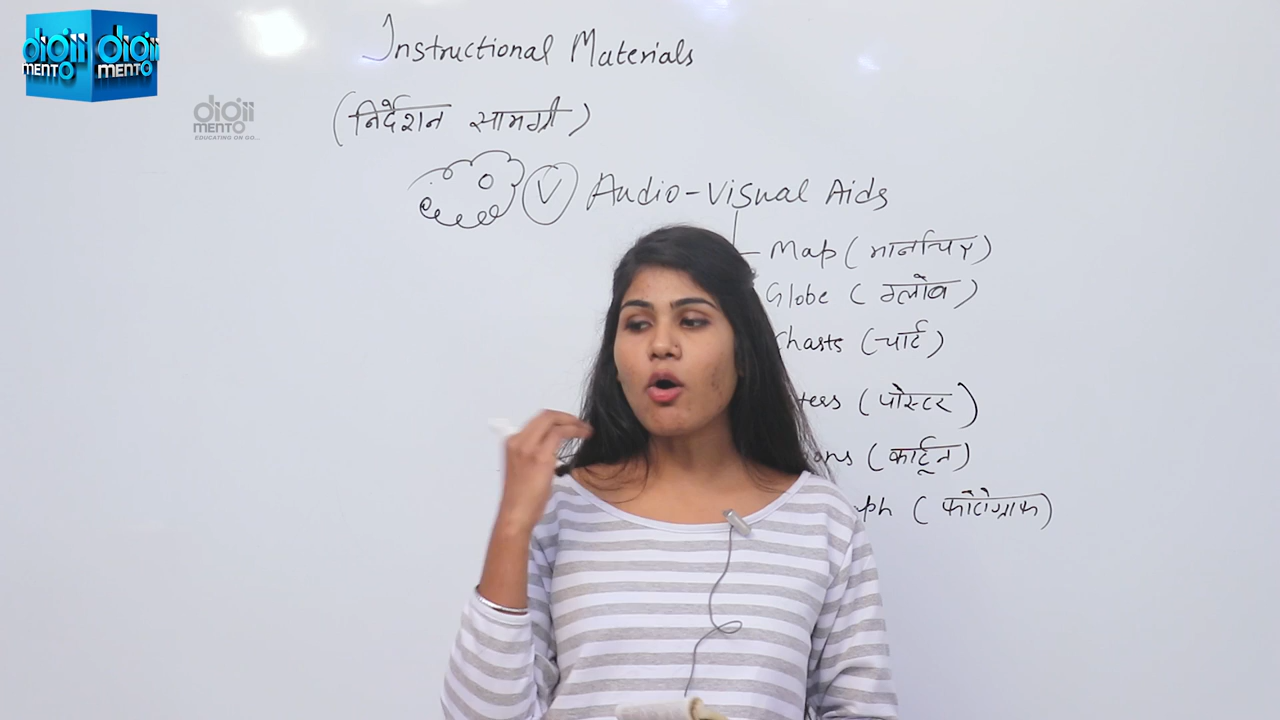 Instructional Materials
(निर्देशन सामग्री)
V Audio-Visual Aids
Map (मानचित्र)
Globe (ग्लोब)
Charts (चार्ट)
(पोस्टर)
(कार्टून)
(फोटोग्राफ)
digii MENTO
digii MENTO
digii MENTO
EDUCATING ON GO...